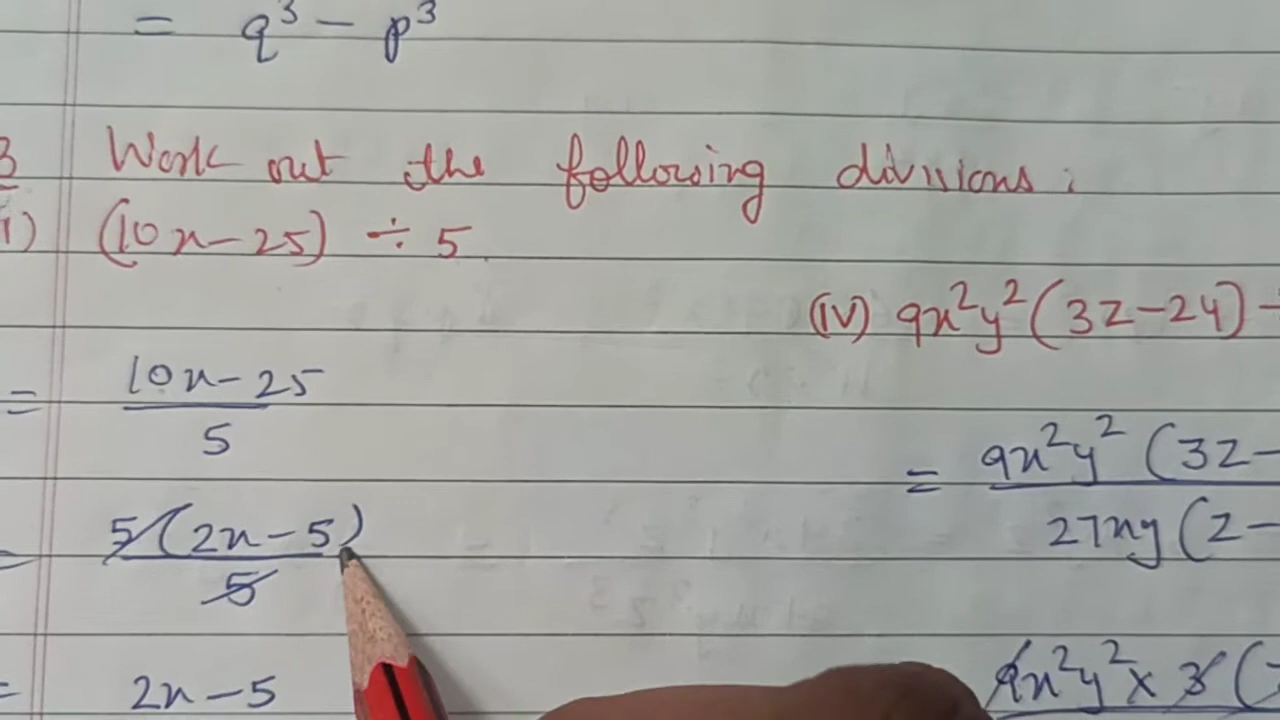 = q³ - p³
3 Work out the following divisions:
i) (10x-25) ÷ 5
= 10x-25
5
= 5(2x-5)
5
= 2x-5
(iv) 9x²y²(3z-24) ÷
= 9x²y² (3z-
27xy(z-
9x²y² x 3 (